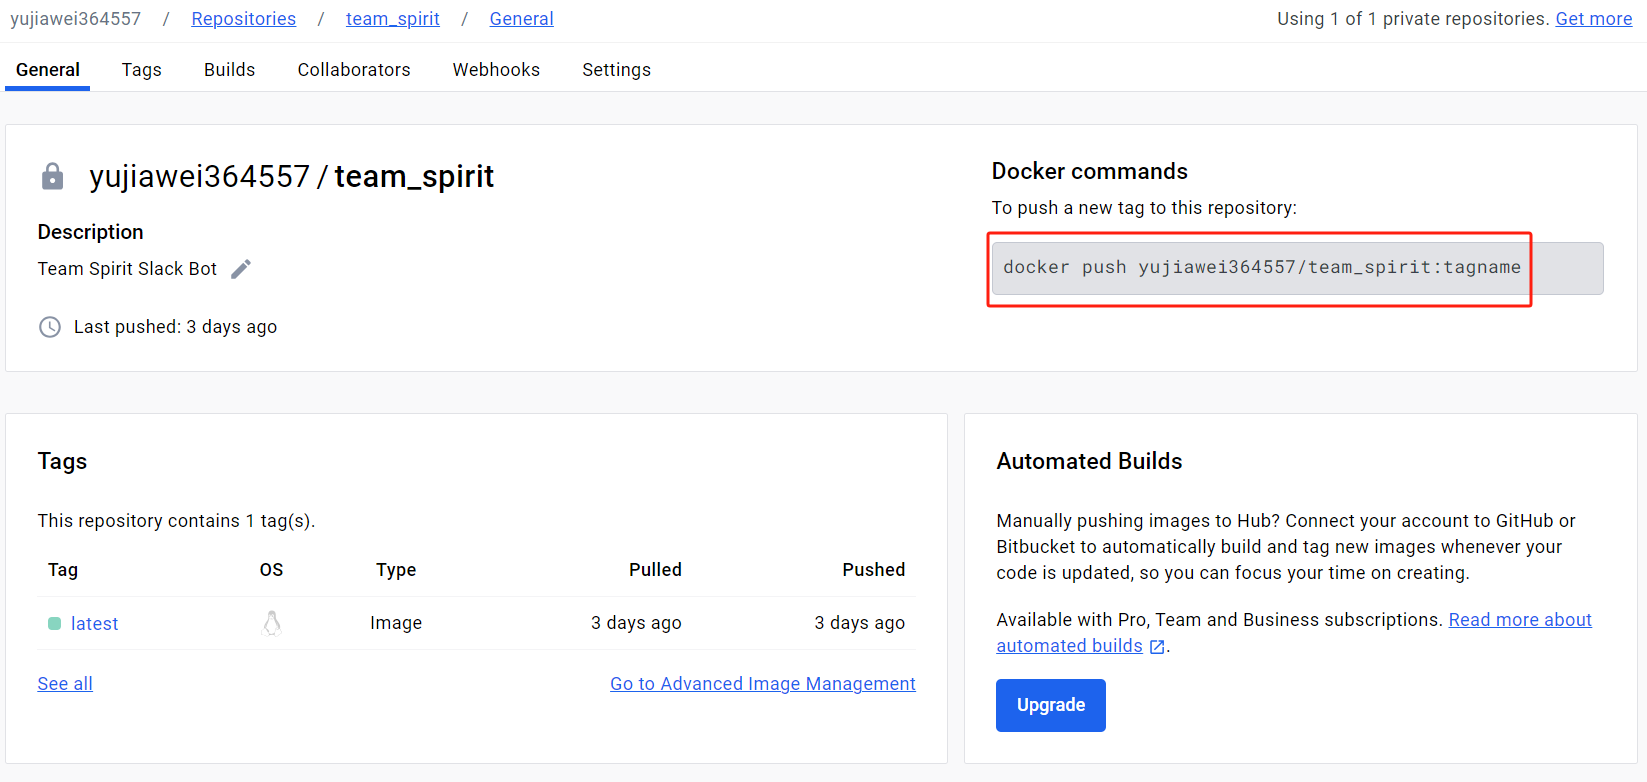 yujiawei364557 / Repositories / team_spirit / General
Using 1 of 1 private repositories. Get more
General Tags Builds Collaborators Webhooks Settings
yujiawei364557 / team_spirit
Description
Team Spirit Slack Bot
Last pushed: 3 days ago
Docker commands
To push a new tag to this repository:
docker push yujiawei364557/team_spirit:tagname
Tags
This repository contains 1 tag(s).
Tag OS Type Pulled Pushed
latest Image 3 days ago 3 days ago
See all Go to Advanced Image Management
Automated Builds
Manually pushing images to Hub? Connect your account to GitHub or
Bitbucket to automatically build and tag new images whenever your
code is updated, so you can focus your time on creating.
Available with Pro, Team and Business subscriptions. Read more about
automated builds .
Upgrade